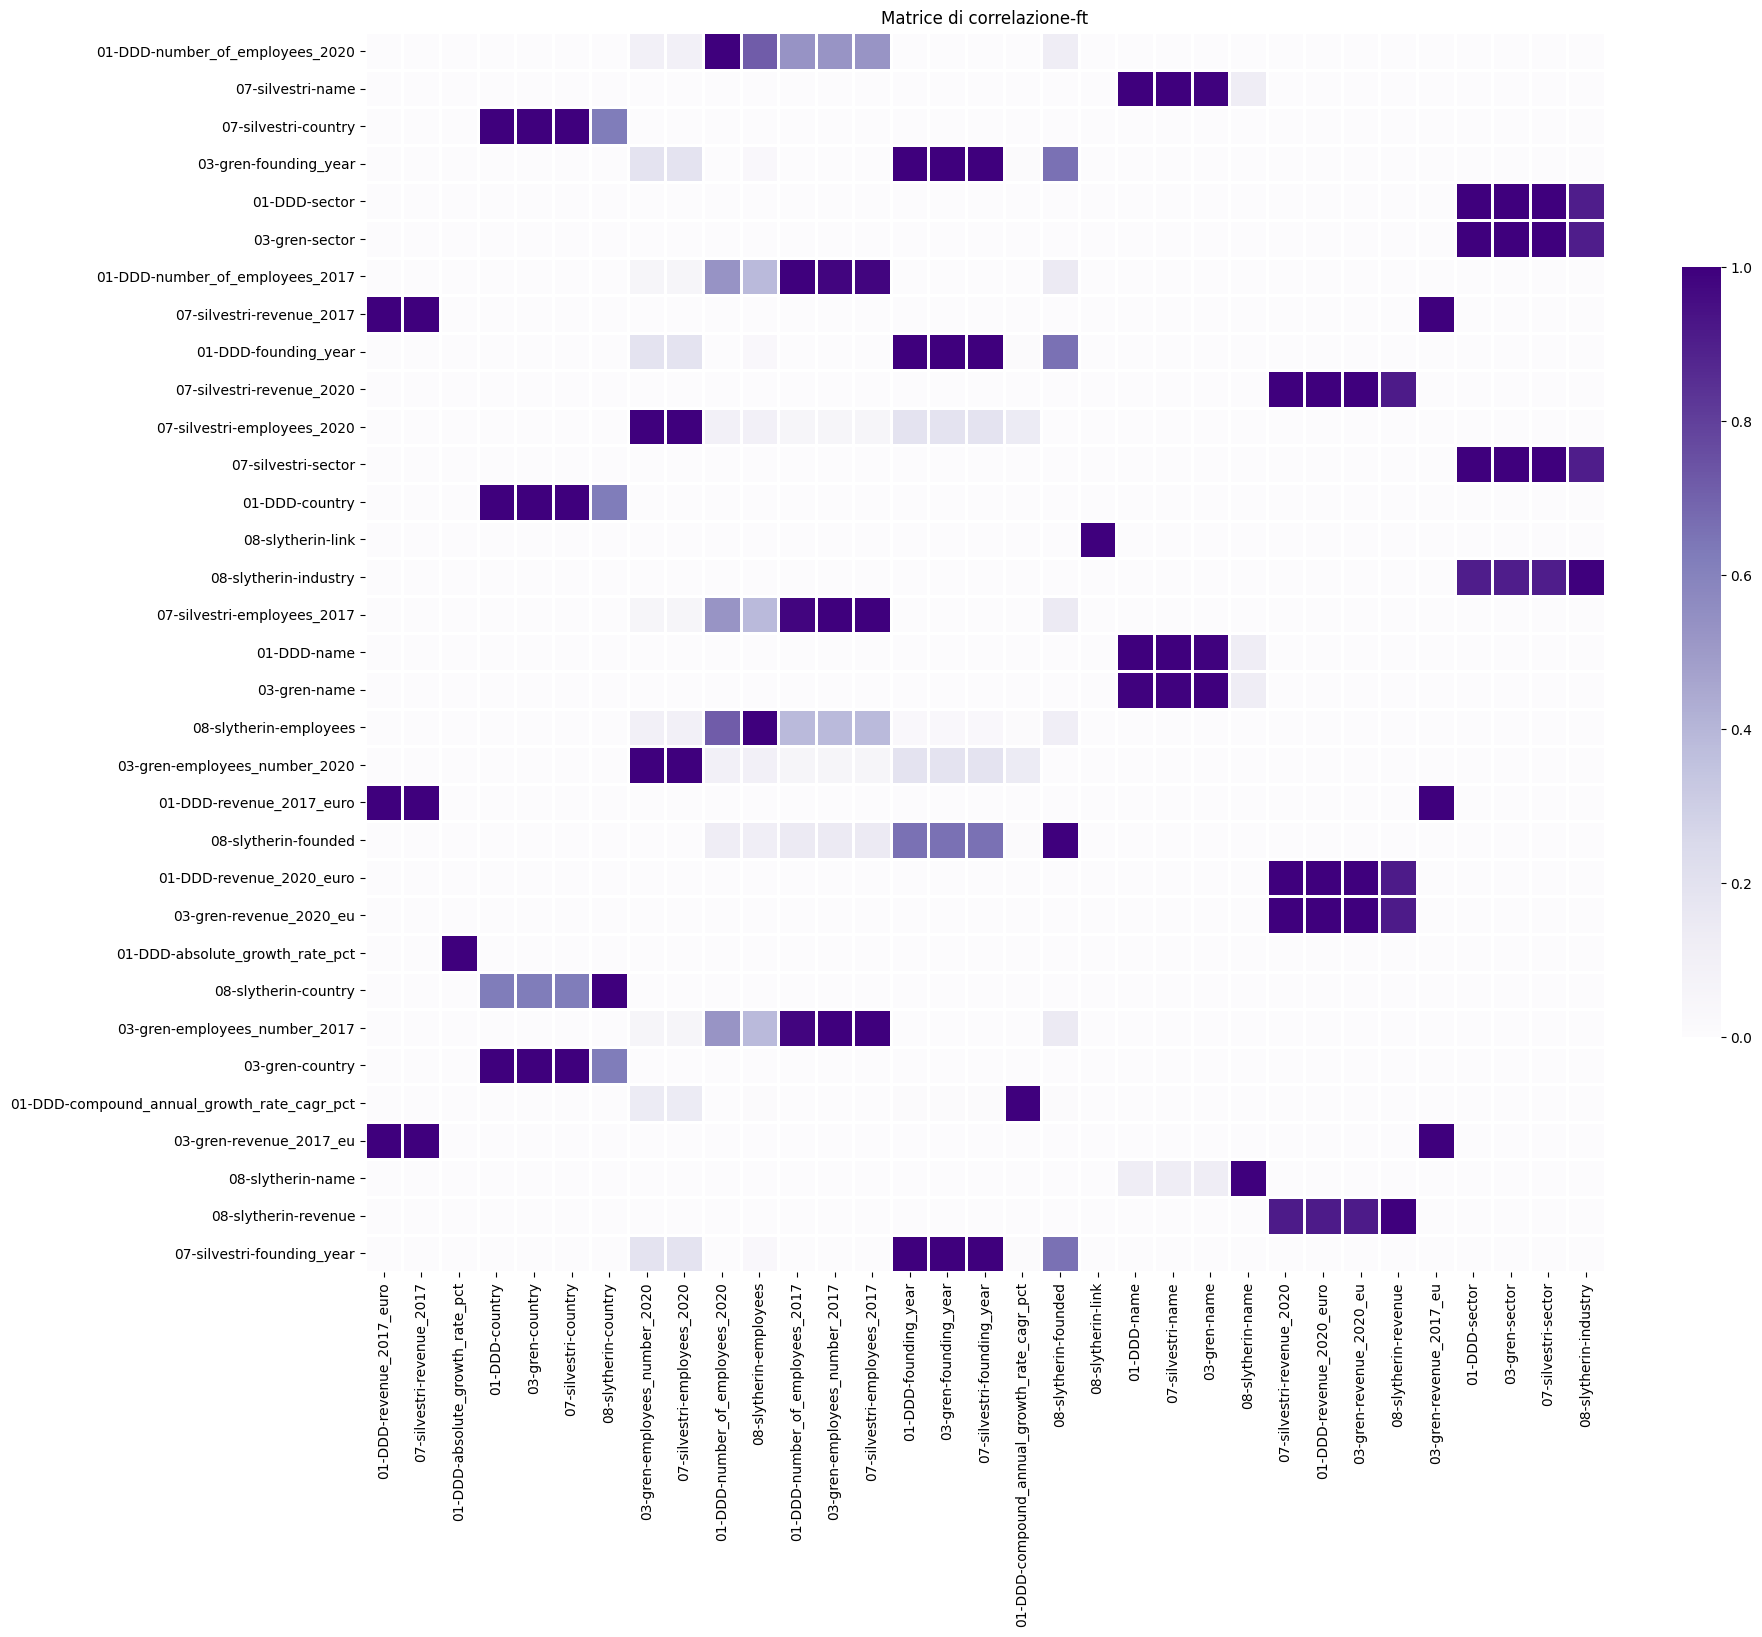 Matrice di correlazione-ft
01-DDD-number_of_employees_2020
07-silvestri-name
07-silvestri-country
03-gren-founding_year
01-DDD-sector
03-gren-sector
01-DDD-number_of_employees_2017
07-silvestri-revenue_2017
01-DDD-founding_year
07-silvestri-revenue_2020
07-silvestri-employees_2020
07-silvestri-sector
01-DDD-country
08-slytherin-link
08-slytherin-industry
07-silvestri-employees_2017
01-DDD-name
03-gren-name
08-slytherin-employees
03-gren-employees_number_2020
01-DDD-revenue_2017_euro
08-slytherin-founded
01-DDD-revenue_2020_euro
03-gren-revenue_2020_eu
01-DDD-absolute_growth_rate_pct
08-slytherin-country
03-gren-employees_number_2017
03-gren-country
01-DDD-compound_annual_growth_rate_cagr_pct
03-gren-revenue_2017_eu
08-slytherin-name
08-slytherin-revenue
07-silvestri-founding_year
01-DDD-revenue_2017_euro
07-silvestri-revenue_2017
01-DDD-absolute_growth_rate_pct
01-DDD-country
03-gren-country
07-silvestri-country
08-slytherin-country
03-gren-employees_number_2020
07-silvestri-employees_2020
01-DDD-number_of_employees_2020
08-slytherin-employees
01-DDD-number_of_employees_2017
03-gren-employees_number_2017
07-silvestri-employees_2017
01-DDD-founding_year
03-gren-founding_year
07-silvestri-founding_year
01-DDD-compound_annual_growth_rate_cagr_pct
08-slytherin-founded
08-slytherin-link
01-DDD-name
07-silvestri-name
03-gren-name
08-slytherin-name
07-silvestri-revenue_2020
01-DDD-revenue_2020_euro
03-gren-revenue_2020_eu
08-slytherin-revenue
03-gren-revenue_2017_eu
01-DDD-sector
03-gren-sector
07-silvestri-sector
08-slytherin-industry
1.0
0.8
0.6
0.4
0.2
0.0